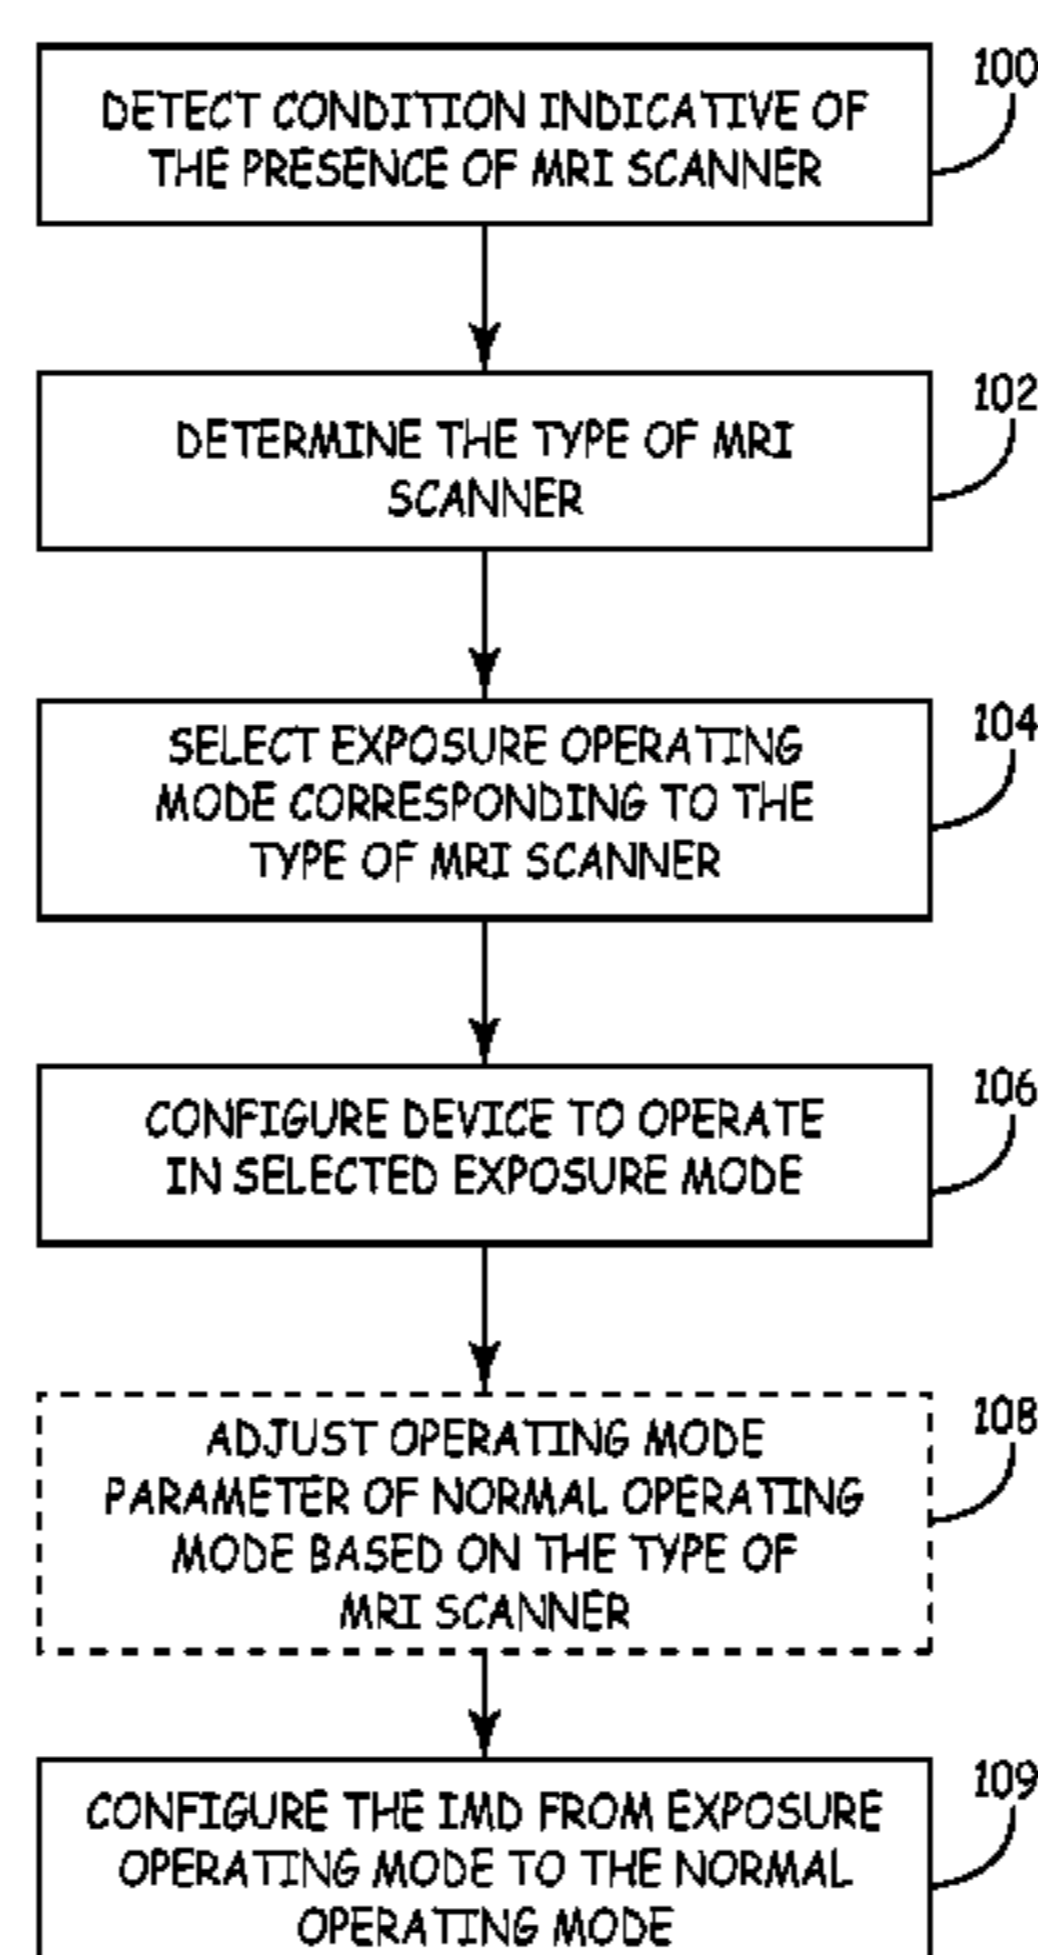 DETECT CONDITION INDICATIVE OF
THE PRESENCE OF MRI SCANNER
100
DETERMINE THE TYPE OF MRI
SCANNER
102
SELECT EXPOSURE OPERATING
MODE CORRESPONDING TO THE
TYPE OF MRI SCANNER
104
CONFIGURE DEVICE TO OPERATE
IN SELECTED EXPOSURE MODE
106
ADJUST OPERATING MODE
PARAMETER OF NORMAL OPERATING
MODE BASED ON THE TYPE OF
MRI SCANNER
108
CONFIGURE THE IMD FROM EXPOSURE
OPERATING MODE TO THE NORMAL
OPERATING MODE
109